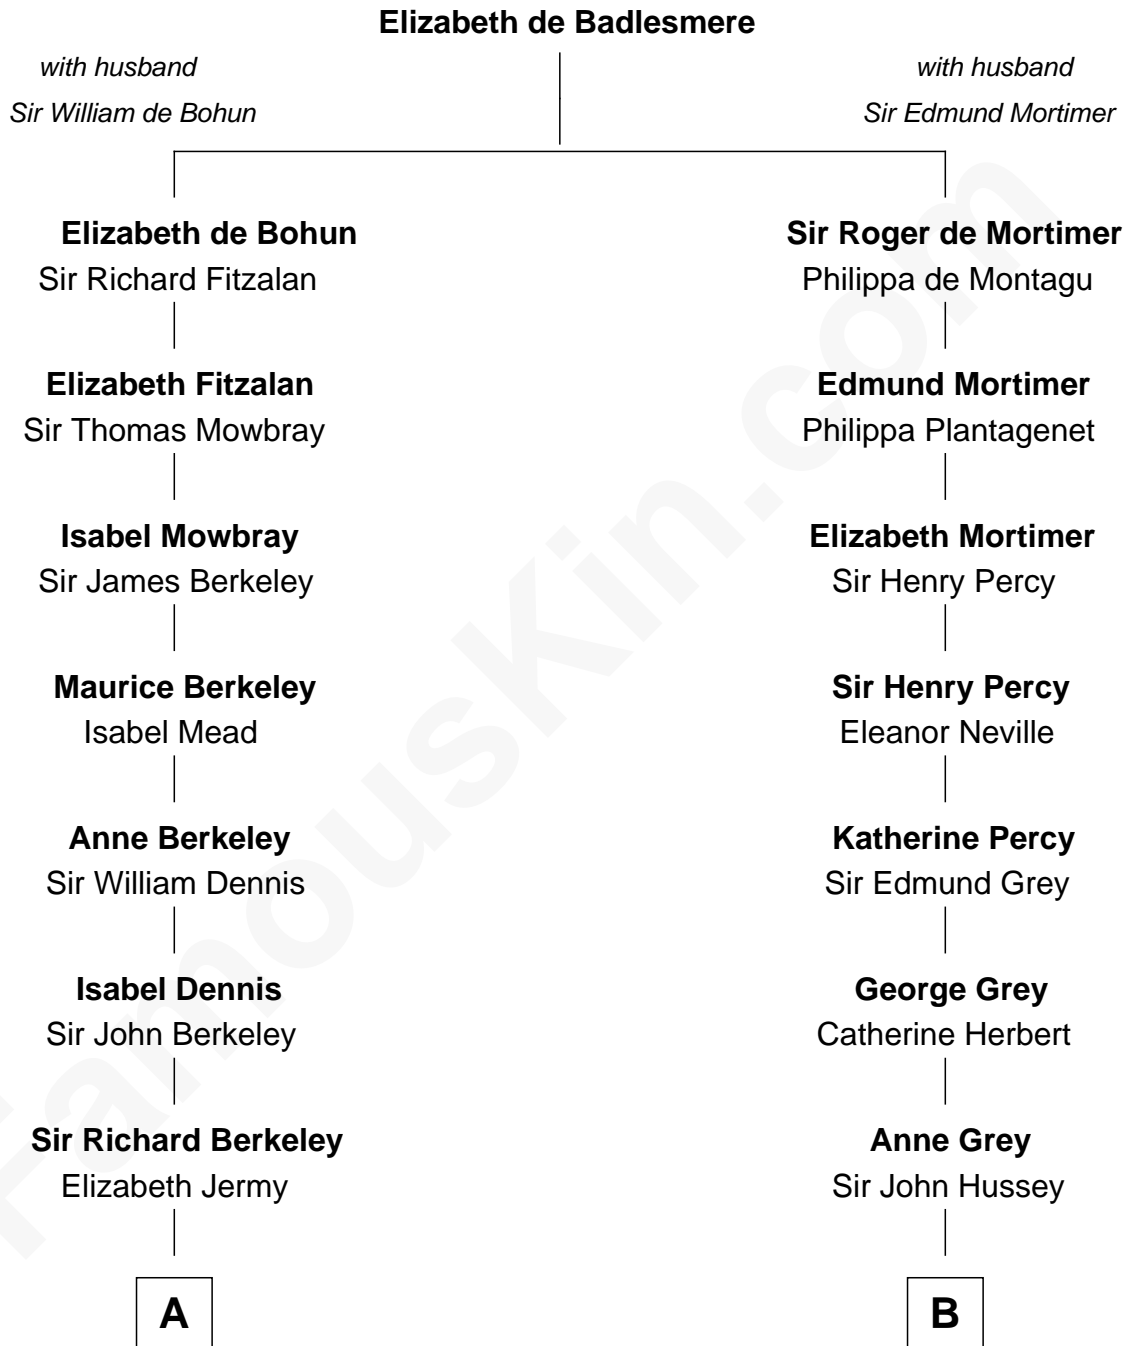 Elizabeth de Badlesmere
with husband
Sir William de Bohun
with husband
Sir Edmund Mortimer
Elizabeth de Bohun
Sir Richard Fitzalan
Sir Roger de Mortimer
Philippa de Montagu
Elizabeth Fitzalan
Sir Thomas Mowbray
Edmund Mortimer
Philippa Plantagenet
Isabel Mowbray
Sir James Berkeley
Elizabeth Mortimer
Sir Henry Percy
Maurice Berkeley
Isabel Mead
Sir Henry Percy
Eleanor Neville
Anne Berkeley
Sir William Dennis
Katherine Percy
Sir Edmund Grey
Isabel Dennis
Sir John Berkeley
George Grey
Catherine Herbert
Sir Richard Berkeley
Elizabeth Jermy
Anne Grey
Sir John Hussey
A
B
FamousKin.com